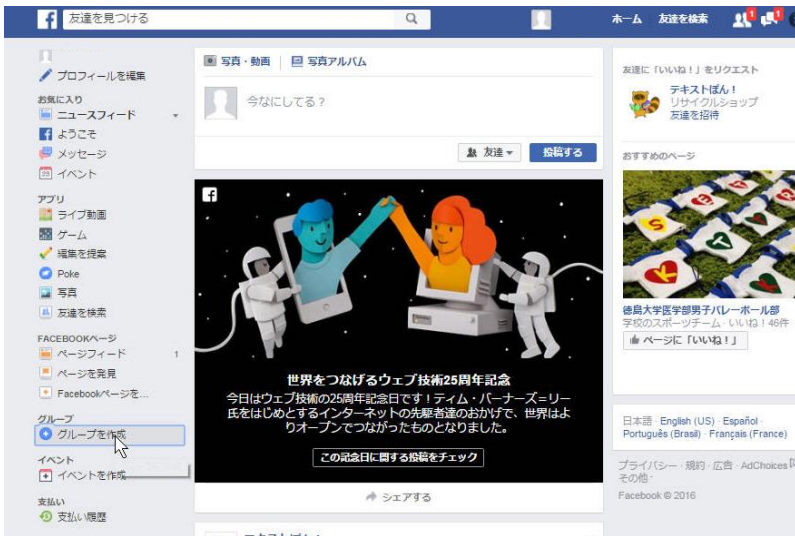 友達を見つける
ホーム 友達を検索 1 1
プロフィールを編集
お気に入り
ニュースフィード
ようこそ
メッセージ
イベント
アプリ
ライブ動画
ゲーム
編集を提案
Poke
写真
友達を検索
FACEBOOKページ
ページフィード 1
ページを発見
Facebookページを...
グループ
グループを作成
イベント
イベントを作成
支払い
支払い履歴
写真・動画 写真アルバム
今なにしてる？
友達 投稿する
世界をつなげるウェブ技術25周年記念
今日はウェブ技術の25周年記念日です！ティム・バーナーズ=リー
氏をはじめとするインターネットの先駆者達のおかげで、世界はよ
りオープンでつながったものとなりました。
この記念日に関する投稿をチェック
シェアする
友達に「いいね！」をリクエスト
テキストぽん！
リサイクルショップ
友達を招待
おすすめのページ
徳島大学医学部男子バレーボール部
学校のスポーツチーム・いいね！46件
ページに「いいね！」
日本語・English (US)・Español・
Português (Brasil)・Français (France)
プライバシー・規約・広告・AdChoices
その他・
Facebook © 2016